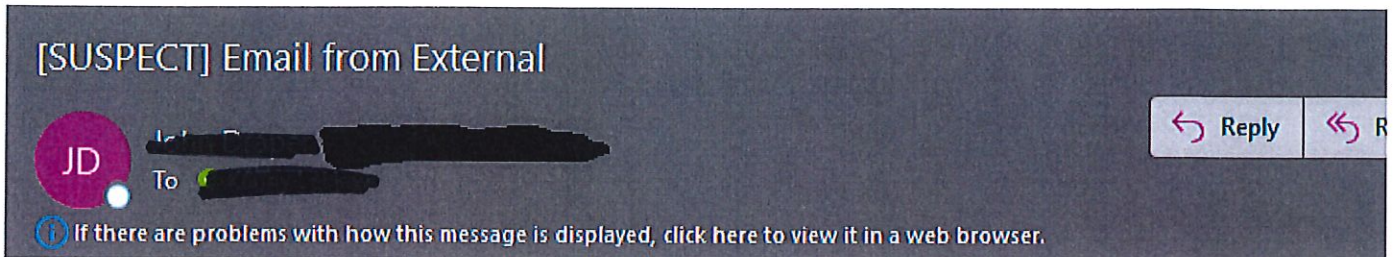 [SUSPECT] Email from External
JD
Reply
R
To
If there are problems with how this message is displayed, click here to view it in a web browser.